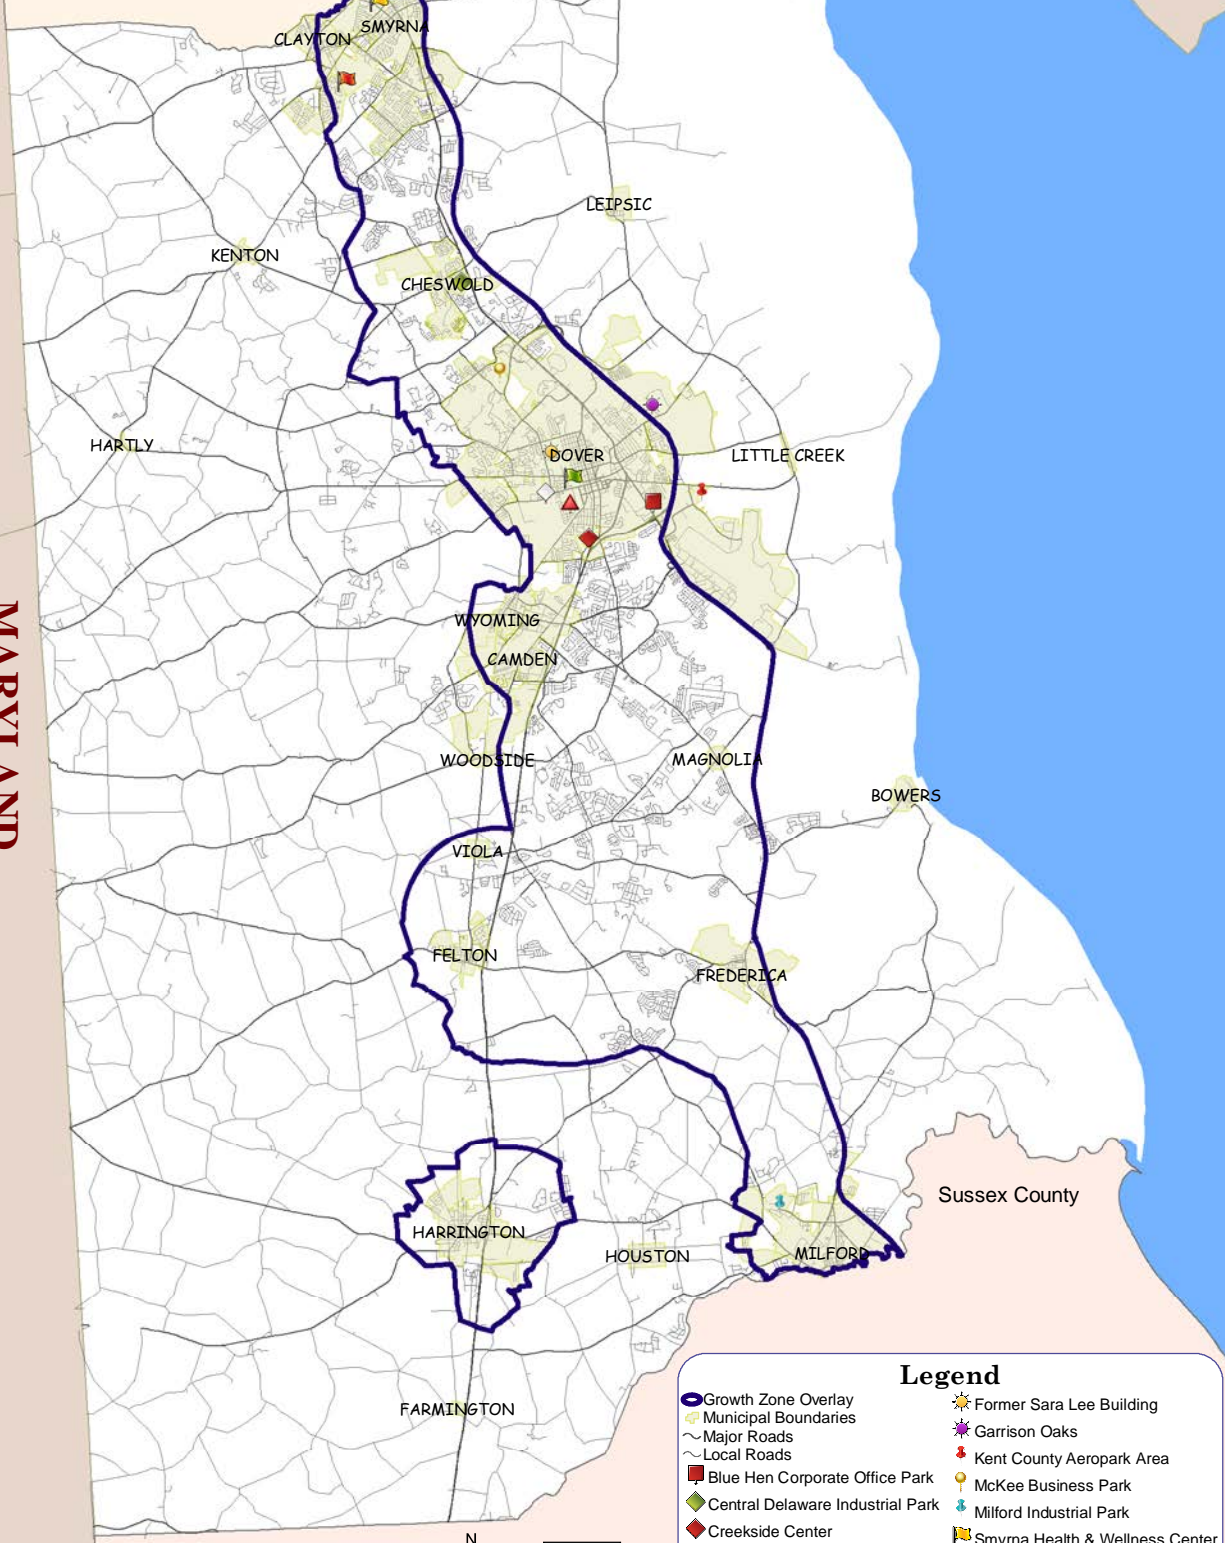 SMYRNA
CLAYTON
LEIPSIC
KENTON
CHESWOLD
HARTLY
DOVER
LITTLE CREEK
MARYLAND
WYOMING
CAMDEN
WOODSIDE
MAGNOLIA
BOWERS
VIOLA
FELTON
FREDERICA
Sussex County
HARRINGTON
HOUSTON
MILFORD
FARMINGTON
N
Legend
Growth Zone Overlay
Municipal Boundaries
Major Roads
Local Roads
Blue Hen Corporate Office Park
Central Delaware Industrial Park
Creekside Center
Former Sara Lee Building
Garrison Oaks
Kent County Aeropark Area
McKee Business Park
Milford Industrial Park
Smyrna Health & Wellness Center